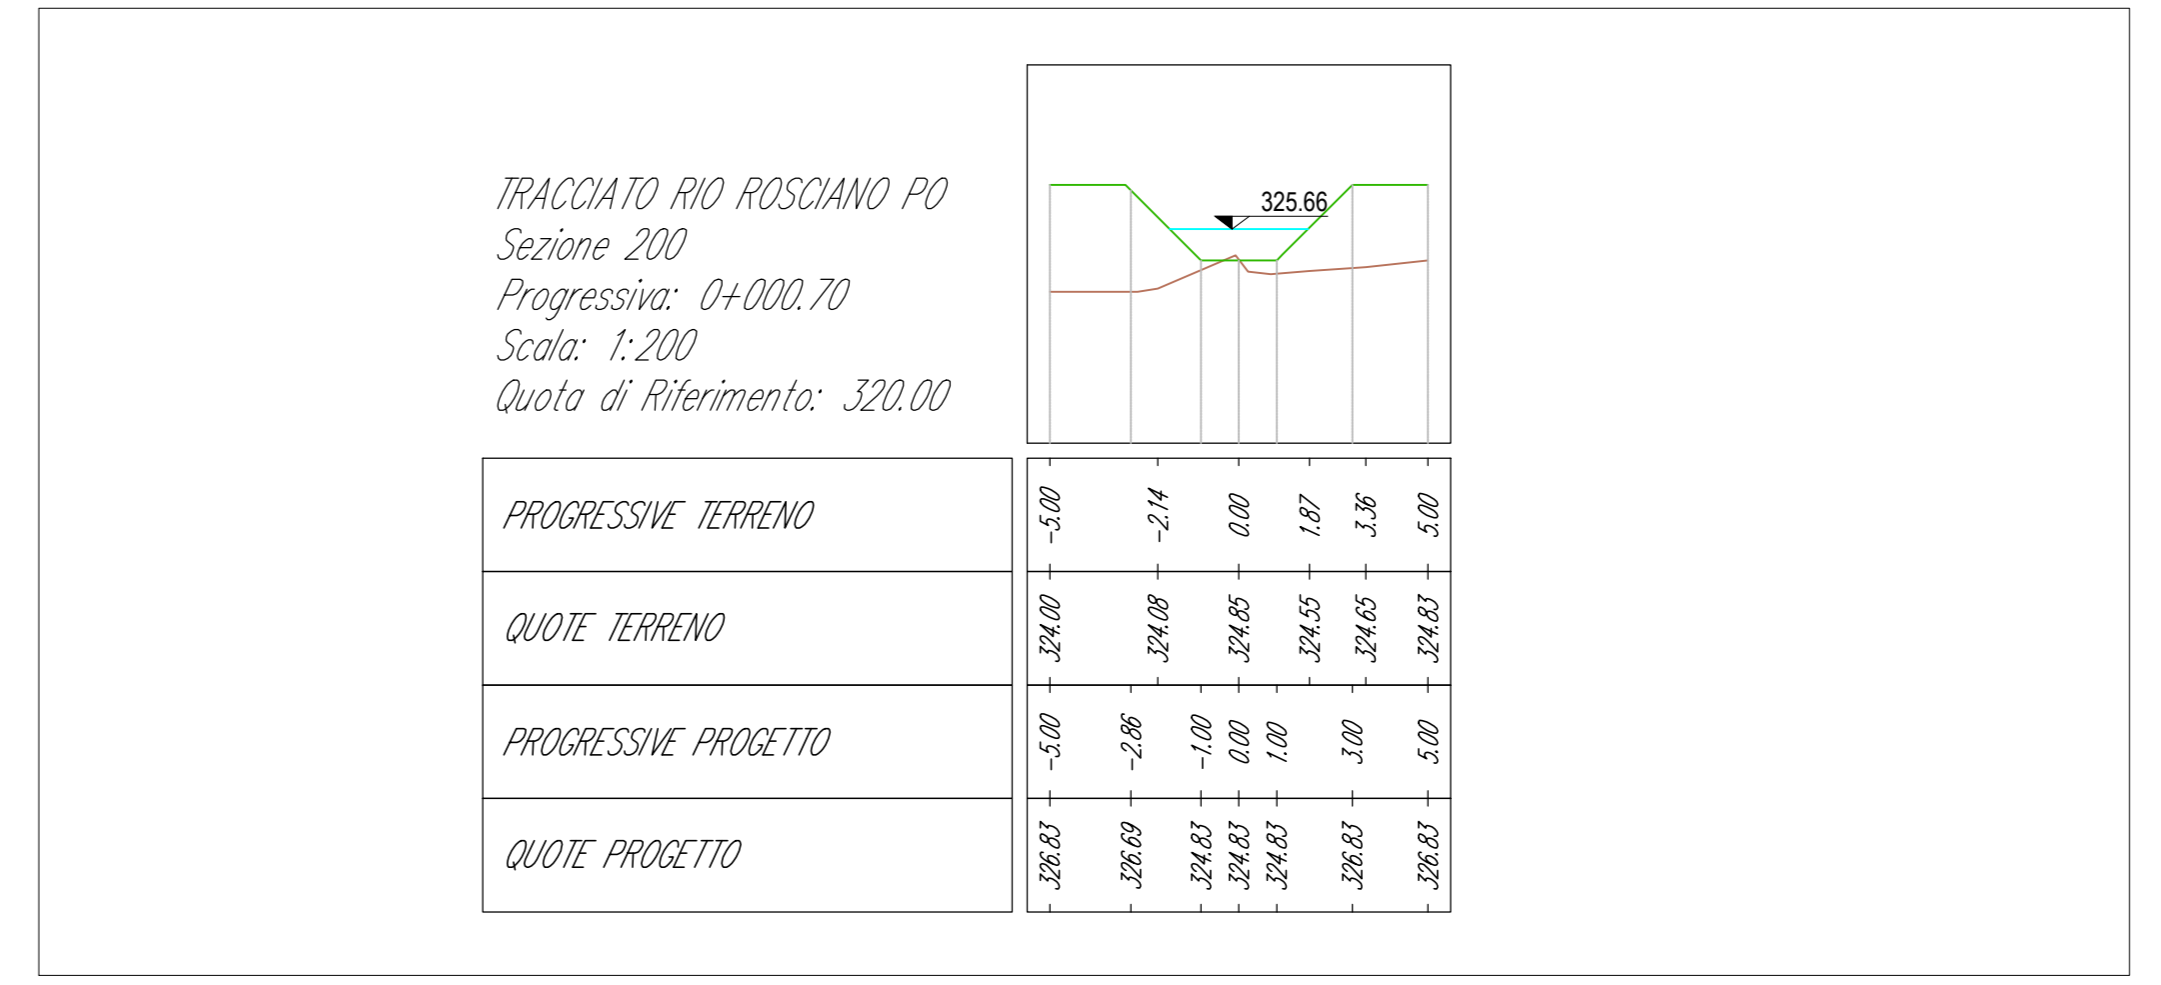 TRACCIATO RIO ROSCIANO PO
Sezione 200
Progressiva: 0+000.70
Scala: 1:200
Quota di Riferimento: 320.00
325.66
PROGRESSIVE TERRENO -5.00 -2.14 0.00 1.87 3.36 5.00
QUOTE TERRENO 324.00 324.08 324.85 324.55 324.65 324.83
PROGRESSIVE PROGETTO -5.00 -2.86 -1.00 0.00 1.00 3.00 5.00
QUOTE PROGETTO 326.83 326.69 324.83 324.83 324.83 326.83 326.83